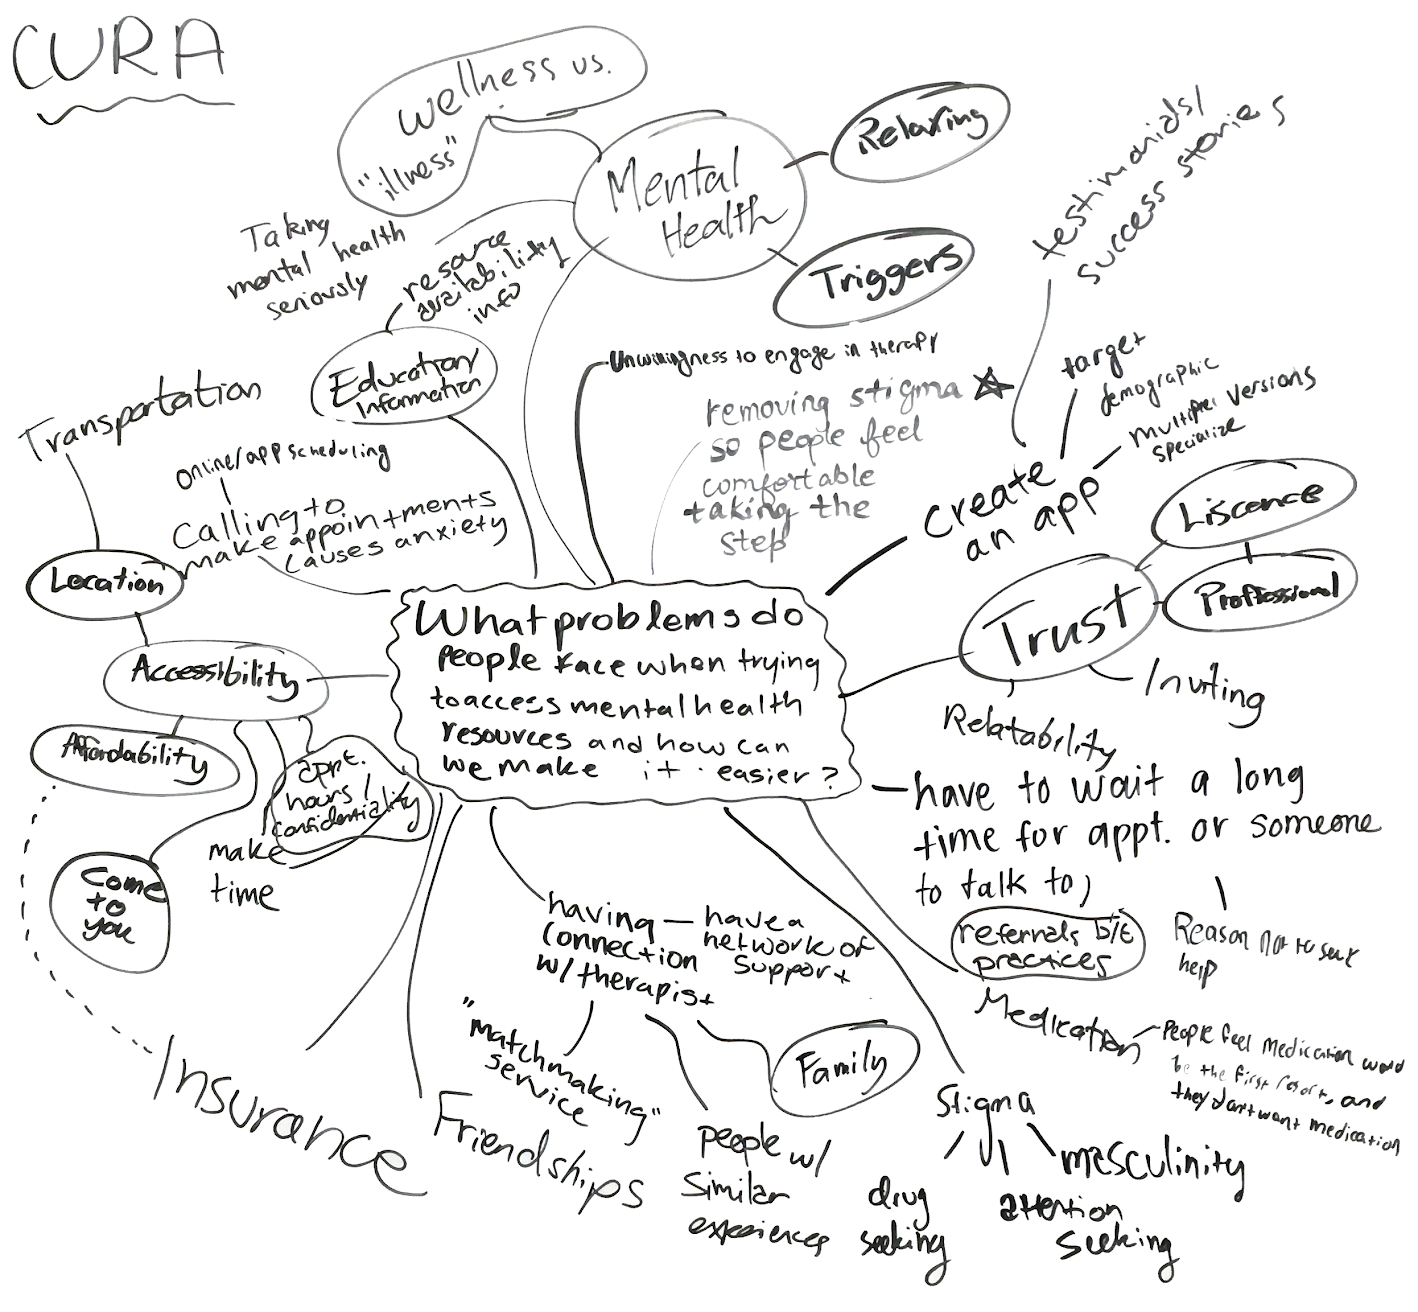 CURA
wellness vs.
"illness"
Mental
Health
Relaxing
Triggers
testimonials/
success stories
Taking
mental health
seriously
resource
availability
info
Education/
Information
Unwillingness to engage in therapy
removing stigma
so people feel
comfortable
taking the
step
target
demographic
multiple versions
specialize
create
an app
Transportation
online/app scheduling
Calling to
make appointments
causes anxiety
Location
Accessibility
Affordability
appt.
hours/
confidentiality
make
time
Come
to
you
What problems do
people face when trying
to access mental health
resources and how can
we make it easier?
Liscence
Proffessional
Trust
Inviting
Relatability
have to wait a long
time for appt. or someone
to talk to)
Reason not to seek
help
referrals b/t
practices
Medication
People feel medication would
be the first resort, and
they don't want medication
having
connection
w/ therapist
have a
network of
support
"Matchmaking"
service
Family
people w/
similar
experiences
Insurance
Friendships
Stigma
drug
seeking
attention
seeking
masculinity